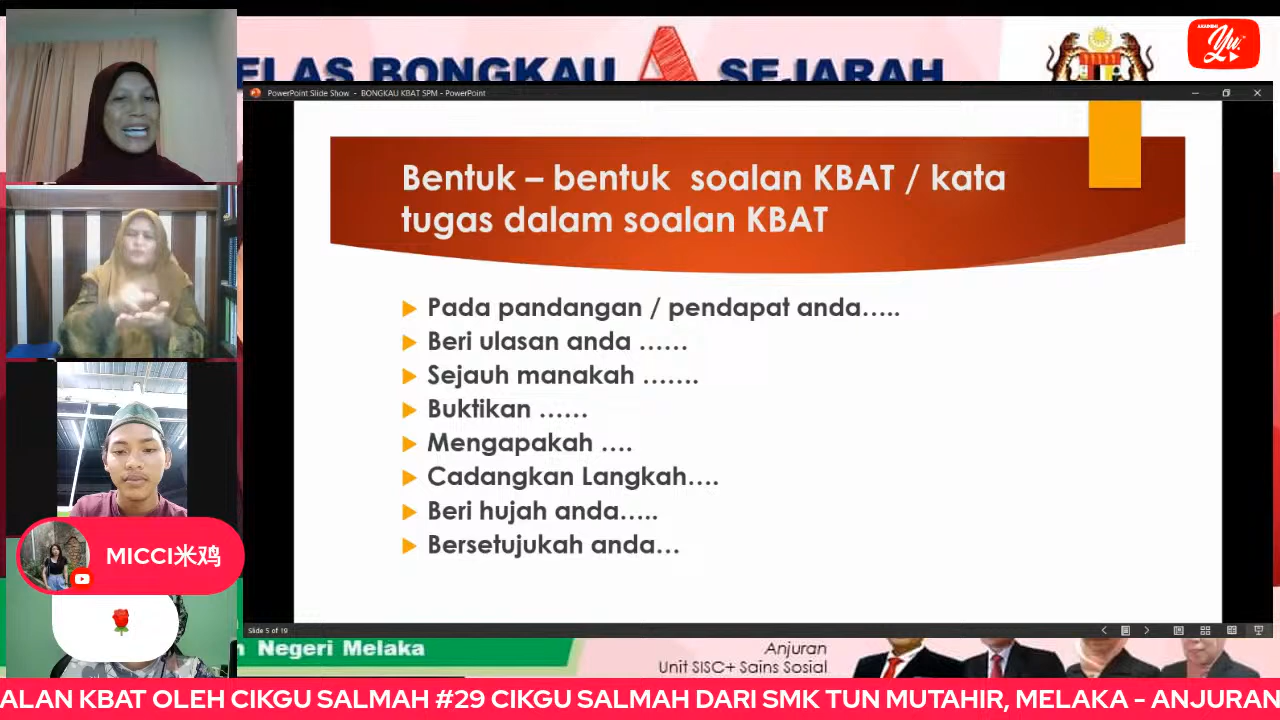 ELAS BONGKAU A SEJARAH
AKADEMI
Yu.
PowerPoint Slide Show - BONGKAU KBAT SPM - PowerPoint
Bentuk – bentuk soalan KBAT / kata
tugas dalam soalan KBAT
Pada pandangan / pendapat anda…..
Beri ulasan anda ……
Sejauh manakah …….
Buktikan ……
Mengapakah ….
Cadangkan Langkah….
Beri hujah anda…..
Bersetujukah anda…
MICCI米鸡
Slide 5 of 19
n Negeri Melaka
Anjuran
Unit SISC+ Sains Sosial
ALAN KBAT OLEH CIKGU SALMAH #29 CIKGU SALMAH DARI SMK TUN MUTAHIR, MELAKA - ANJURAN